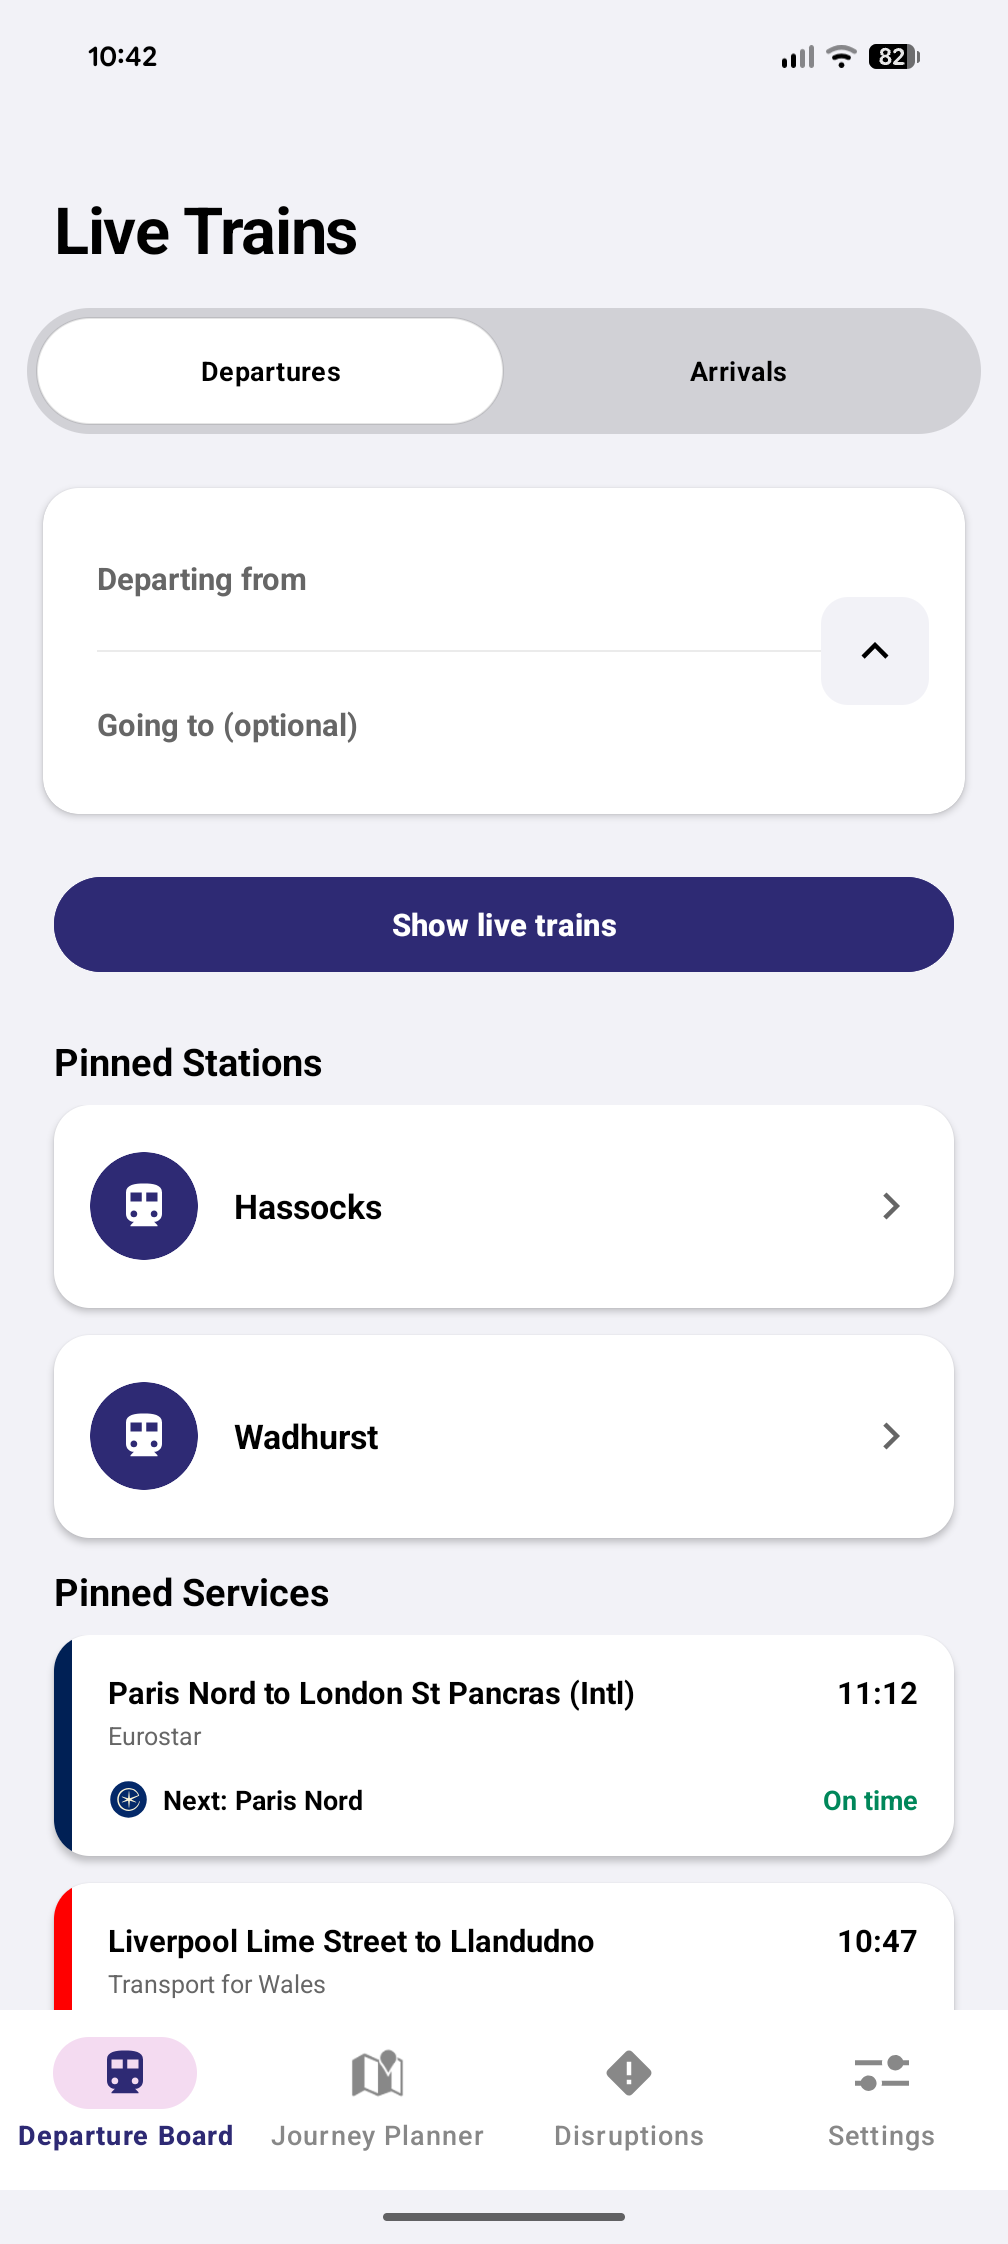 10:42
82
Live Trains
Departures
Arrivals
Departing from
Going to (optional)
Show live trains
Pinned Stations
Hassocks
Wadhurst
Pinned Services
Paris Nord to London St Pancras (Intl)
11:12
Eurostar
Next: Paris Nord
On time
Liverpool Lime Street to Llandudno
10:47
Transport for Wales
Departure Board
Journey Planner
Disruptions
Settings